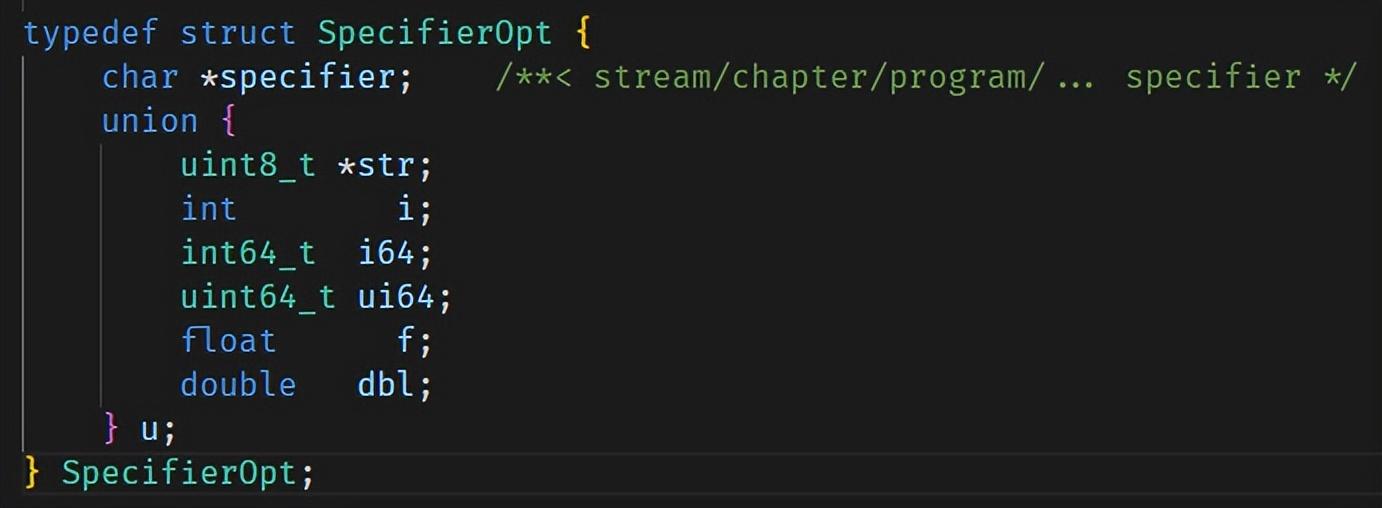 typedef struct SpecifierOpt {
    char *specifier;    /**< stream/chapter/program/... specifier */
    union {
        uint8_t *str;
        int        i;
        int64_t  i64;
        uint64_t ui64;
        float      f;
        double   dbl;
    } u;
} SpecifierOpt;